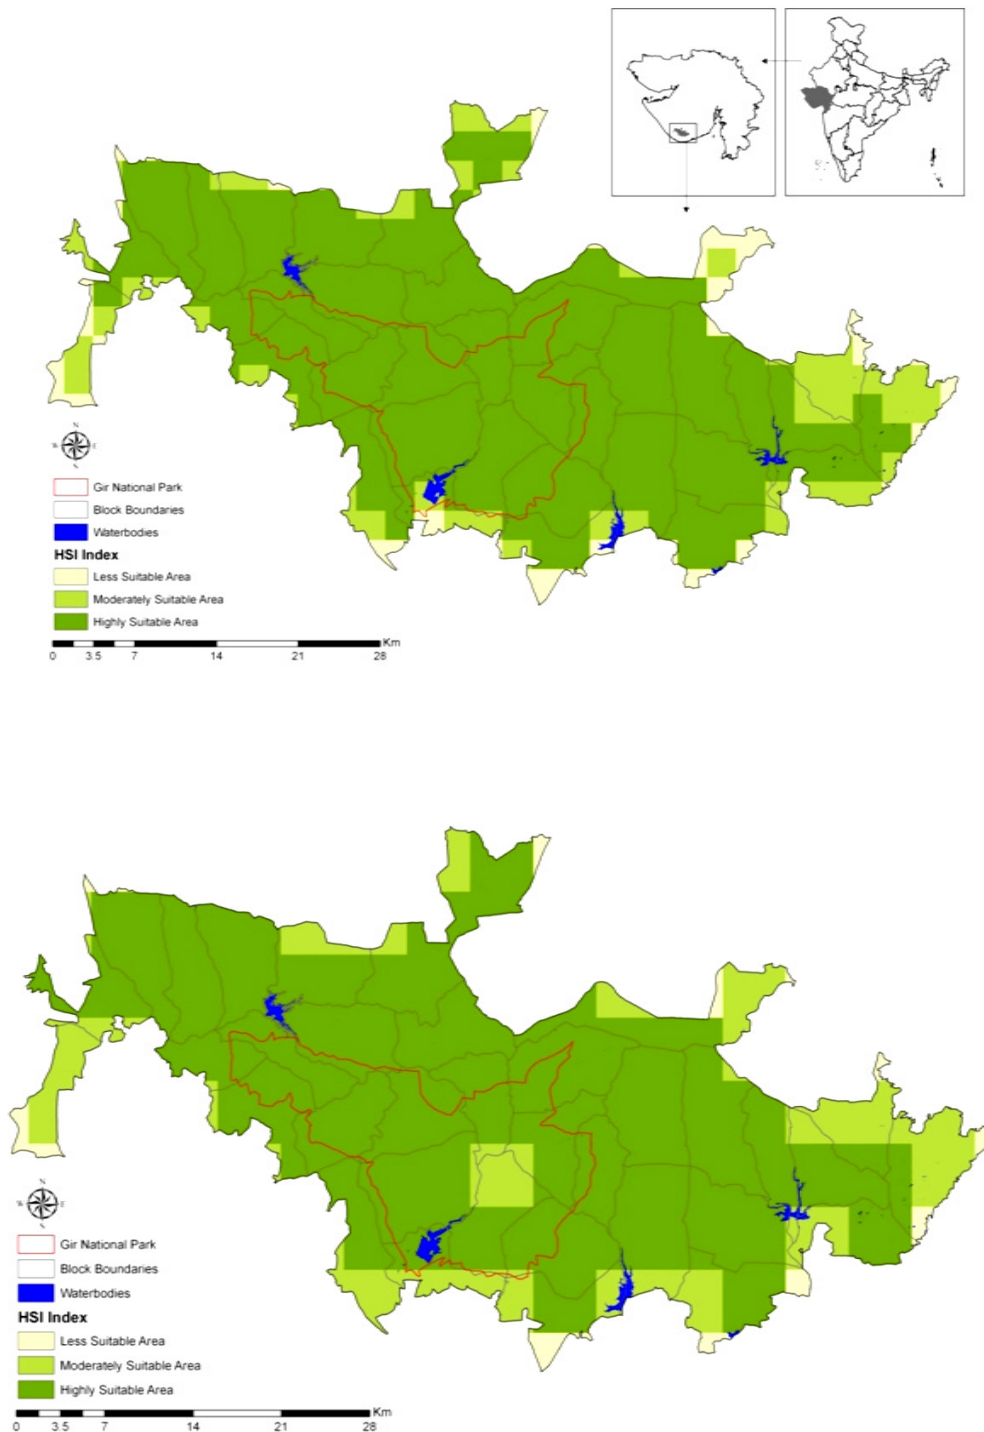 N
W E
S
Gir National Park
Block Boundaries
Waterbodies
HSI Index
Less Suitable Area
Moderately Suitable Area
Highly Suitable Area
Km
0 3.5 7 14 21 28
N
W E
S
Gir National Park
Block Boundaries
Waterbodies
HSI Index
Less Suitable Area
Moderately Suitable Area
Highly Suitable Area
Km
0 3.5 7 14 21 28